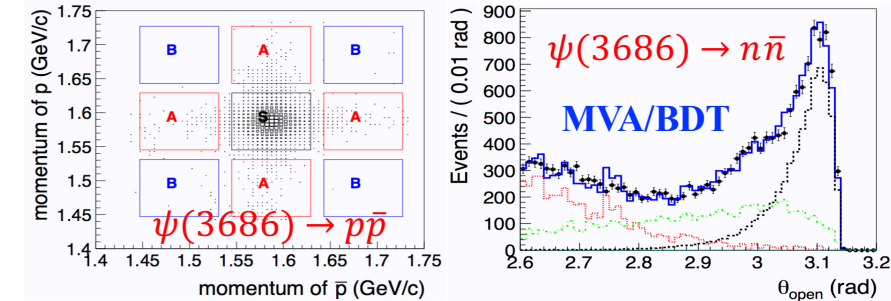 momentum of p (GeV/c)
1.75
1.7
1.65
1.6
1.55
1.5
1.45
1.4
B A B
A S A
B A B
ψ(3686) → pp̄
1.4 1.45 1.5 1.55 1.6 1.65 1.7 1.75
momentum of p̄ (GeV/c)
Events / ( 0.01 rad )
900
800
700
600
500
400
300
200
100
0
ψ(3686) → nn̄
MVA/BDT
2.6 2.7 2.8 2.9 3 3.1 3.2
θopen (rad)